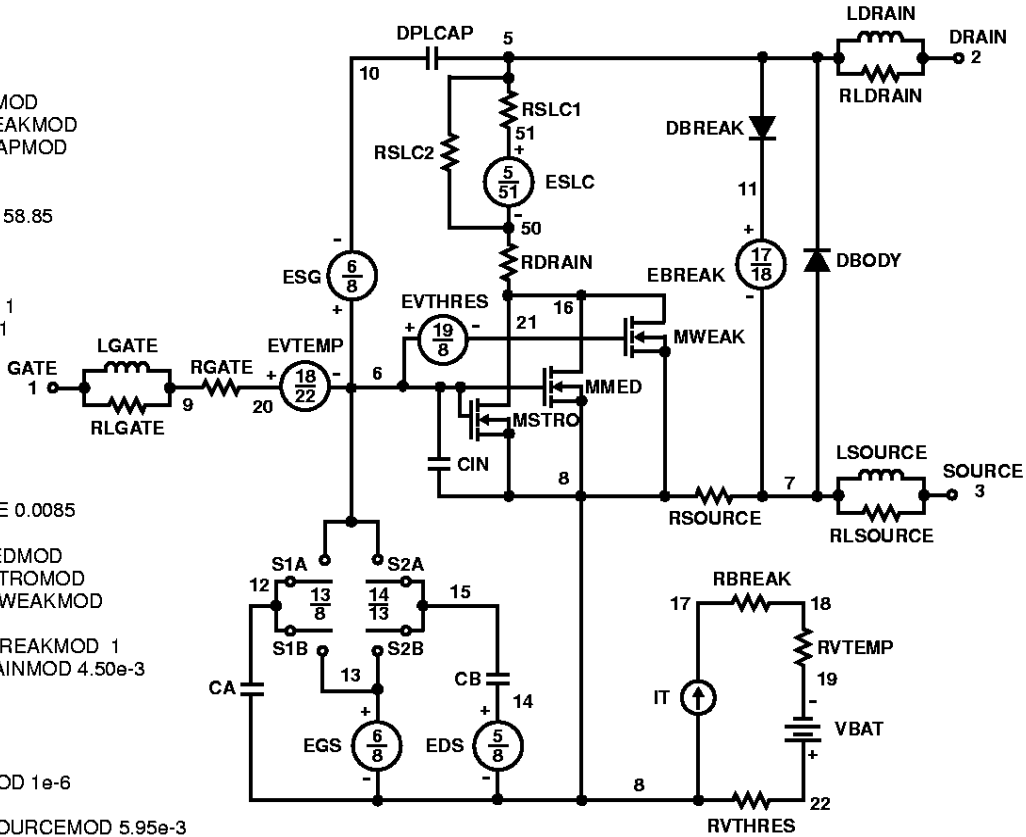 LDRAIN
DPLCAP
5
DRAIN
2
10
RLDRAIN
MOD
EAKMOD
APMOD
RSLC1
51
+
DBREAK
RSLC2
5
51
ESLC
11
-
50
58.85
+
17
18
EBREAK
-
DBODY
RDRAIN
-
ESG
6
8
+
EVTHRES
16
21
+
19
8
-
MWEAK
1
1
LGATE
EVTEMP
GATE
1
RGATE
+
18
22
-
6
MMED
9
20
RLGATE
MSTRO
CIN
8
7
LSOURCE
SOURCE
3
RSOURCE
RLSOURCE
E 0.0085
EDMOD
TROMOD
WEAKMOD
S1A
S2A
12
13
8
14
13
15
S1B
S2B
13
RBREAK
17
18
RVTEMP
19
REAKMOD 1
AINMOD 4.50e-3
CA
CB
14
IT
-
VBAT
+
+
EGS
6
8
-
+
EDS
5
8
-
8
22
RVTHRES
OD 1e-6
OURCEMOD 5.95e-3